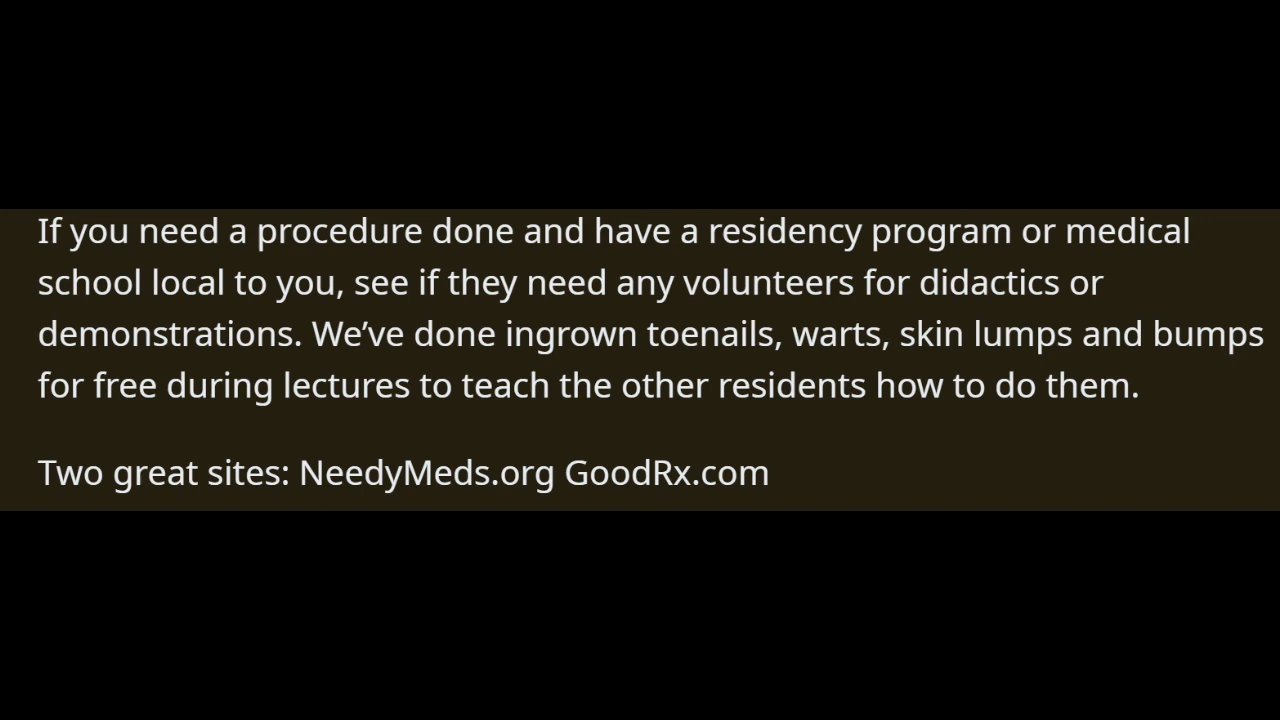 If you need a procedure done and have a residency program or medical
school local to you, see if they need any volunteers for didactics or
demonstrations. We’ve done ingrown toenails, warts, skin lumps and bumps
for free during lectures to teach the other residents how to do them.
Two great sites: NeedyMeds.org GoodRx.com